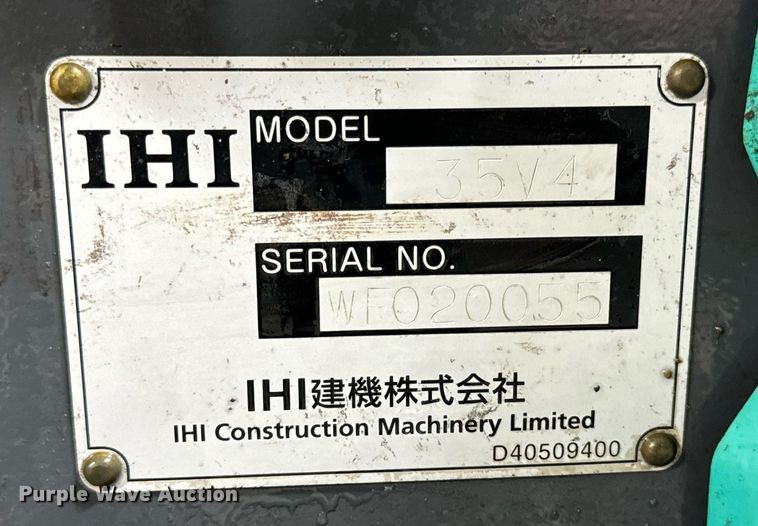 IHI
MODEL
35V4
SERIAL NO.
WF020055
IHI建機株式会社
IHI Construction Machinery Limited
D40509400
Purple Wave Auction